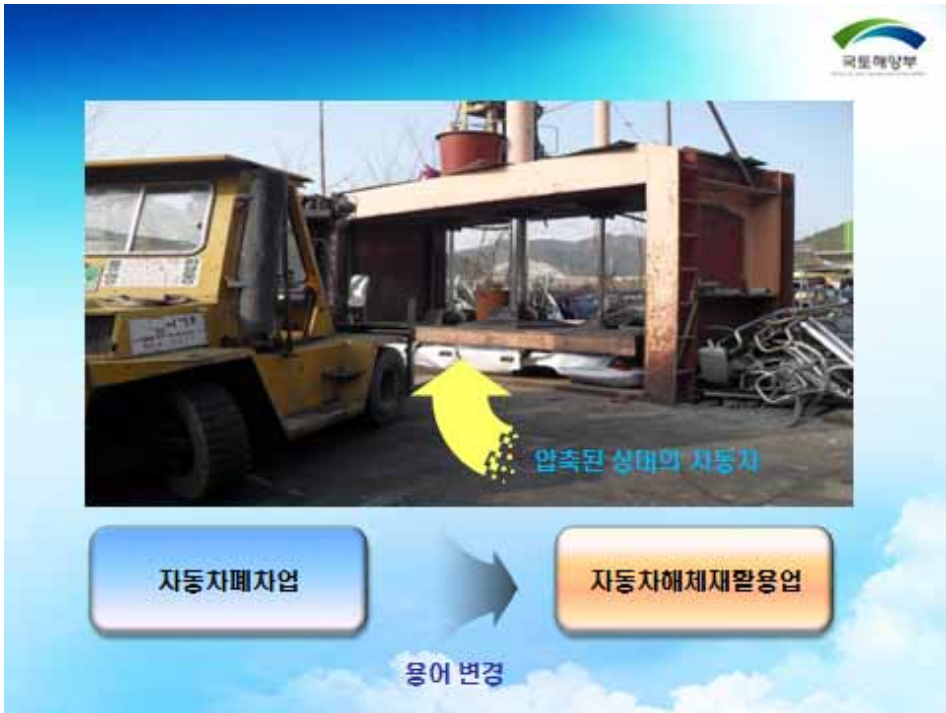 국토해양부
압축된 상태의 자동차
자동차폐차업
자동차해체재활용업
용어 변경